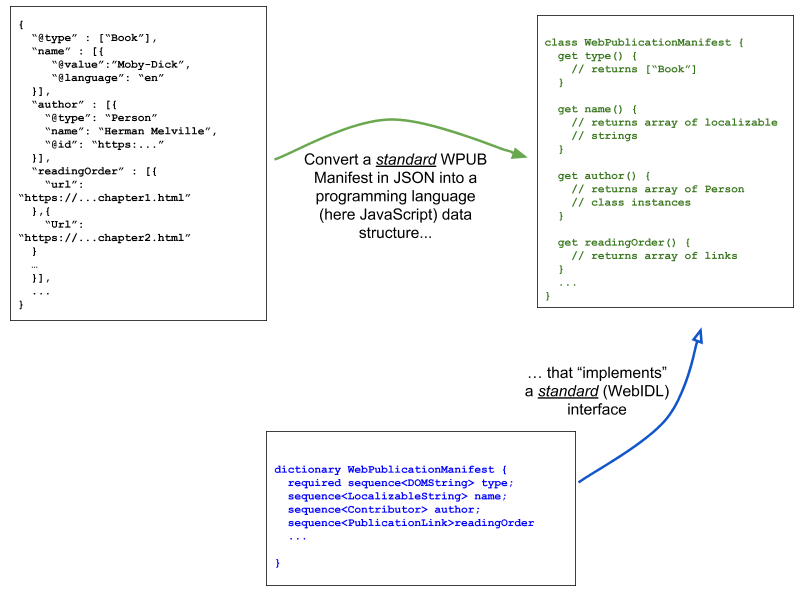 {
  “@type” : [“Book”],
  “name” : [{
     “@value”:”Moby-Dick”,
     “@language”: “en”
  }],
  “author” : [{
    “@type”: “Person”
    “name”: “Herman Melville”,
    “@id”: “https:...”
  }],
  “readingOrder” : [{
    “url”:
“https://...chapter1.html”
  },{
    “Url”:
“https://...chapter2.html”
  }
  …
  }],
  ...
}
Convert a standard WPUB
Manifest in JSON into a
programming language
(here JavaScript) data
structure...
class WebPublicationManifest {
  get type() {
    // returns [“Book”]
  }
  get name() {
    // returns array of localizable
    // strings
  }
  get author() {
    // returns array of Person
    // class instances
  }
  get readingOrder() {
    // returns array of links
  }
  ...
}
… that “implements”
a standard (WebIDL)
interface
dictionary WebPublicationManifest {
  required sequence<DOMString> type;
  sequence<LocalizableString> name;
  sequence<Contributor> author;
  sequence<PublicationLink>readingOrder
  ...
}